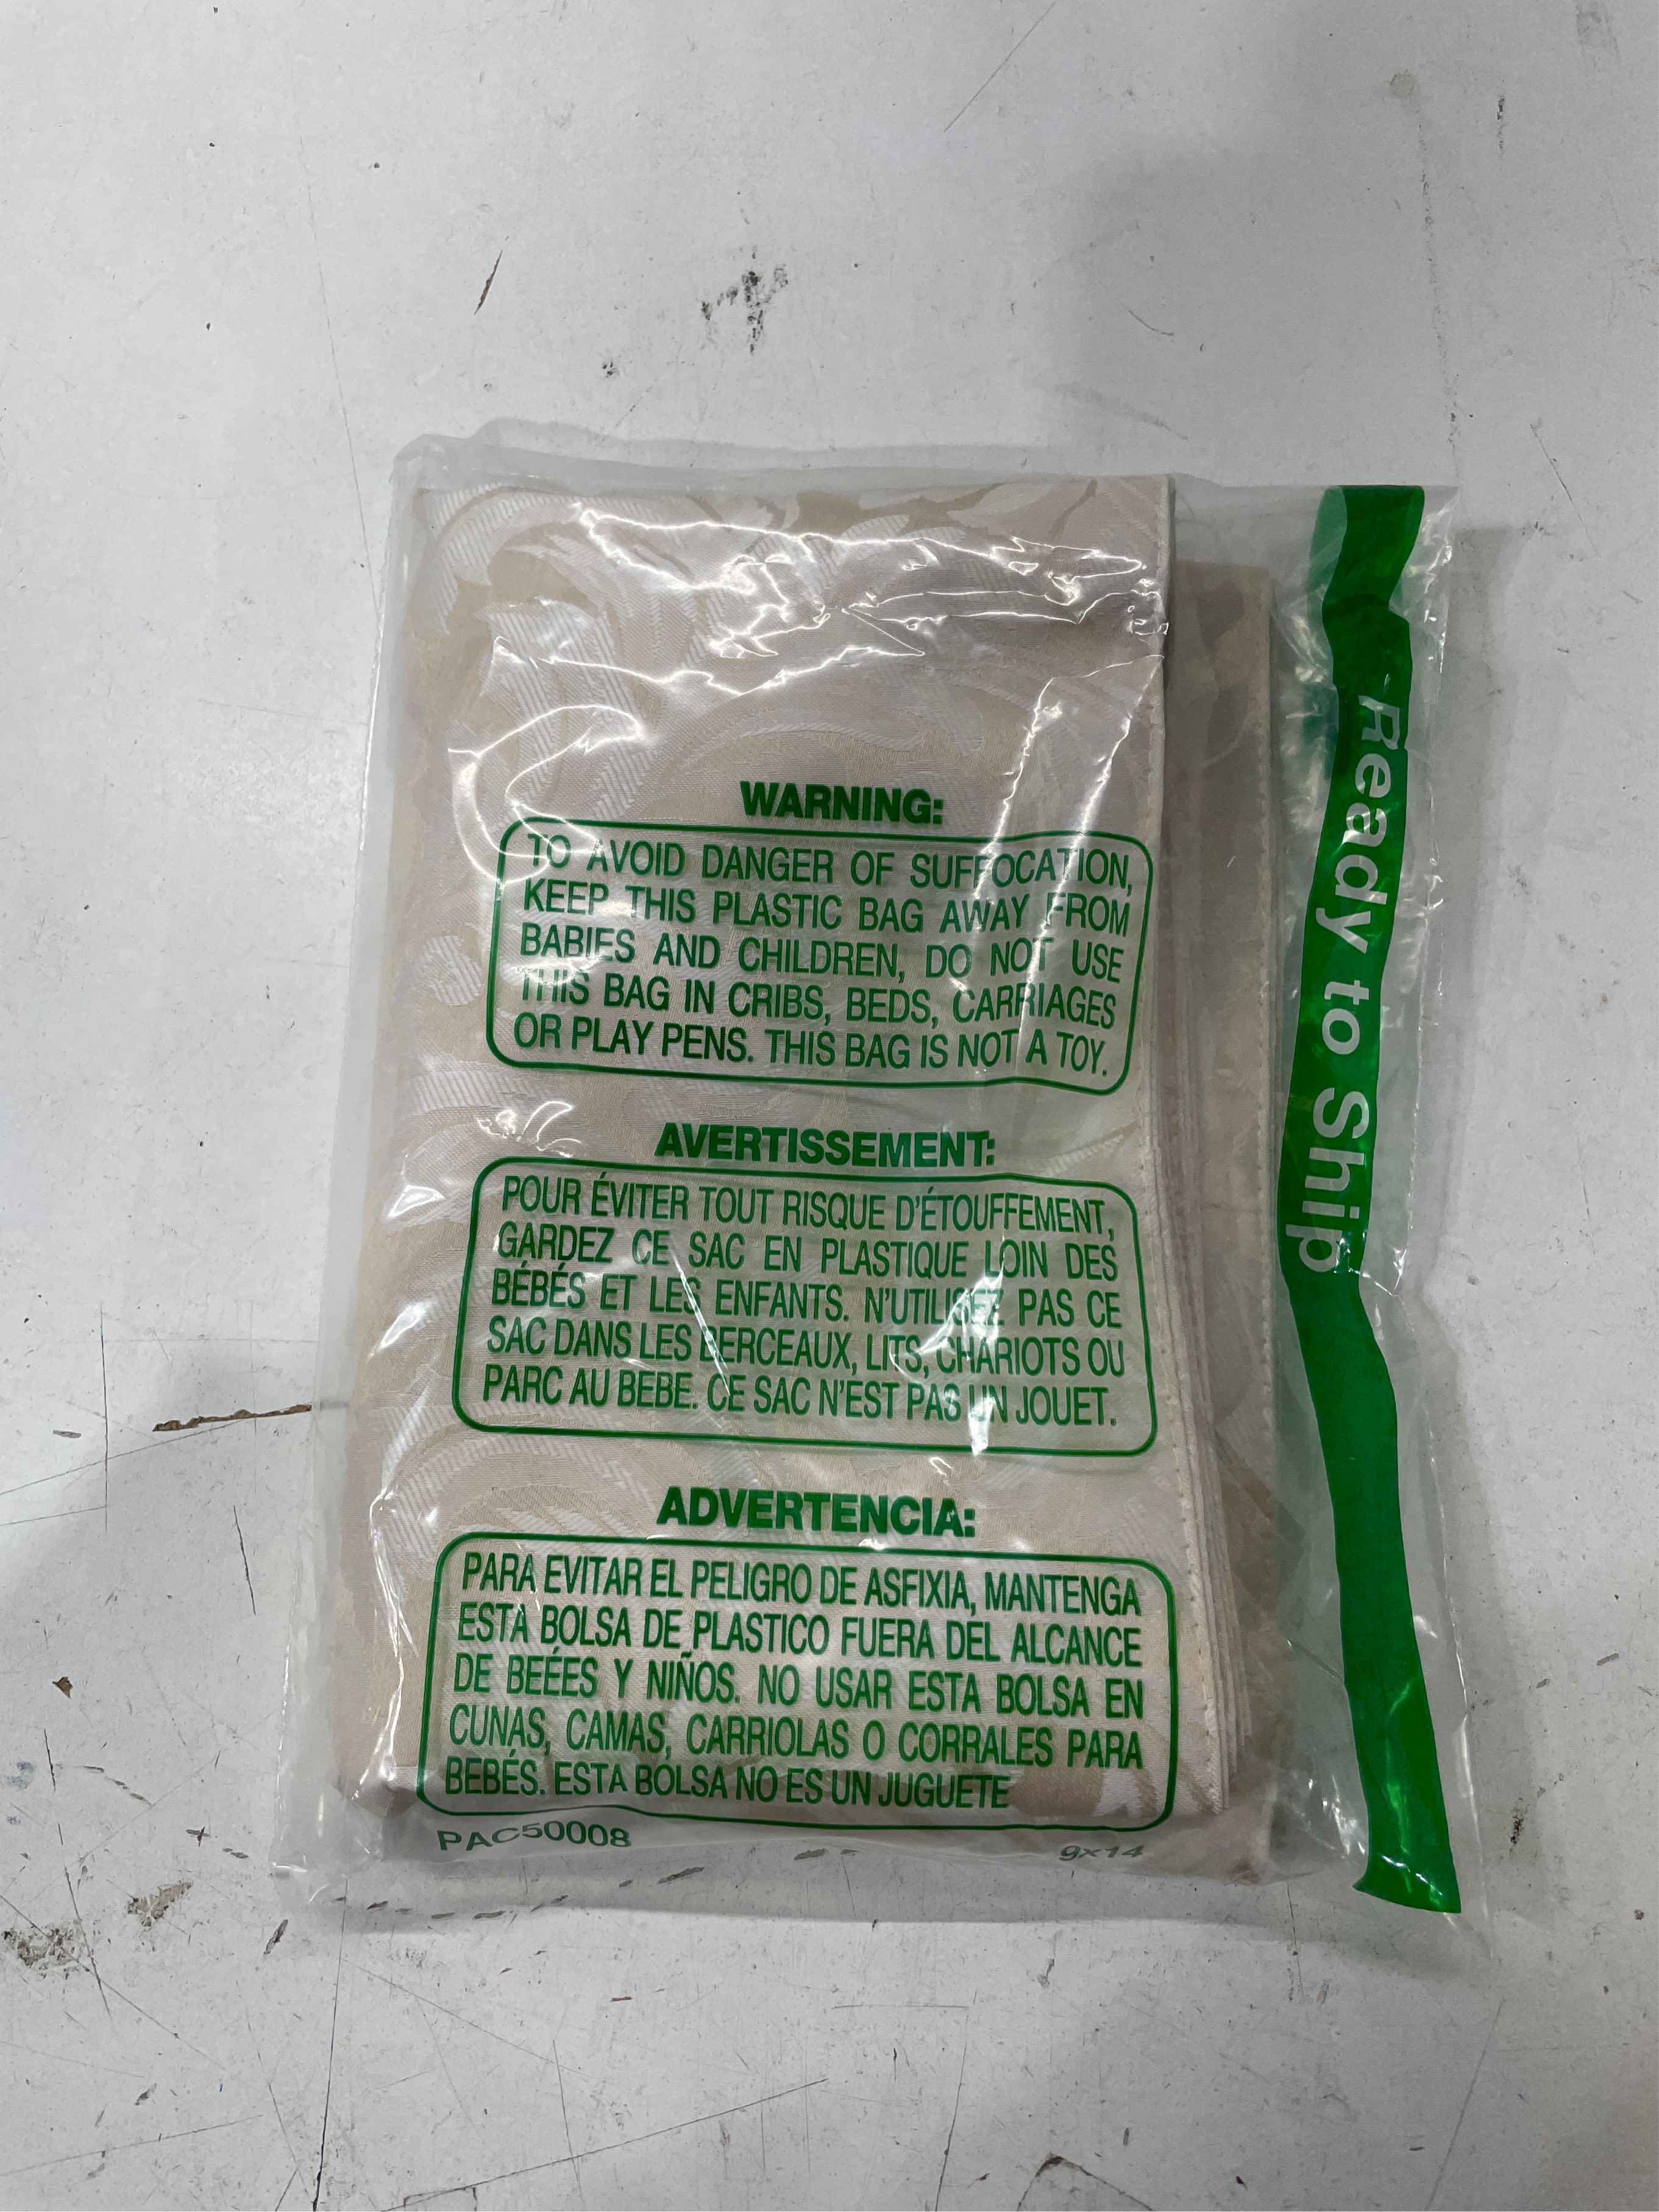 WARNING:
TO AVOID DANGER OF SUFFOCATION,
KEEP THIS PLASTIC BAG AWAY FROM
BABIES AND CHILDREN, DO NOT USE
THIS BAG IN CRIBS, BEDS, CARRIAGES
OR PLAY PENS. THIS BAG IS NOT A TOY.
AVERTISSEMENT:
POUR ÉVITER TOUT RISQUE D'ÉTOUFFEMENT,
GARDEZ CE SAC EN PLASTIQUE LOIN DES
BÉBÉS ET LES ENFANTS. N'UTILISEZ PAS CE
SAC DANS LES BERCEAUX, LITS, CHARIOTS OU
PARC AU BEBE. CE SAC N'EST PAS UN JOUET.
ADVERTENCIA:
PARA EVITAR EL PELIGRO DE ASFIXIA, MANTENGA
ESTA BOLSA DE PLASTICO FUERA DEL ALCANCE
DE BEÉES Y NIÑOS. NO USAR ESTA BOLSA EN
CUNAS, CAMAS, CARRIOLAS O CORRALES PARA
BEBÉS. ESTA BOLSA NO ES UN JUGUETE
PAC50008
9x14
Ready to Ship